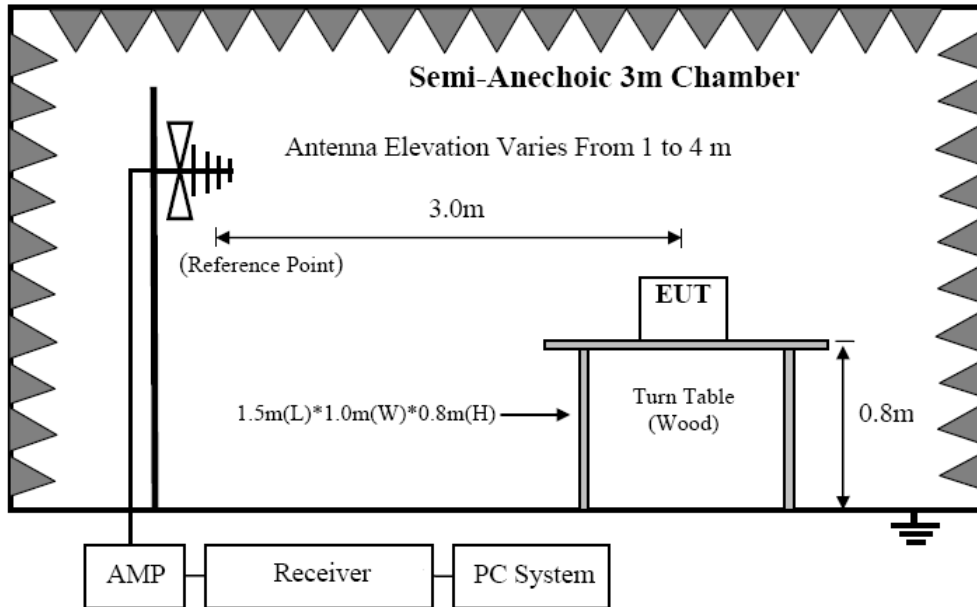 Semi-Anechoic 3m Chamber
Antenna Elevation Varies From 1 to 4 m
3.0m
(Reference Point)
EUT
1.5m(L)*1.0m(W)*0.8m(H)
Turn Table
(Wood)
0.8m
AMP
Receiver
PC System